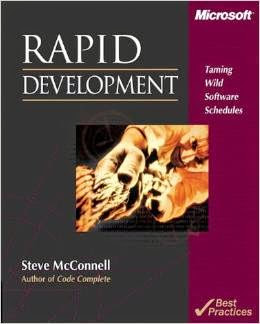 Microsoft®
RAPID
DEVELOPMENT
Taming
Wild
Software
Schedules
Steve McConnell
Author of Code Complete
Best
Practices